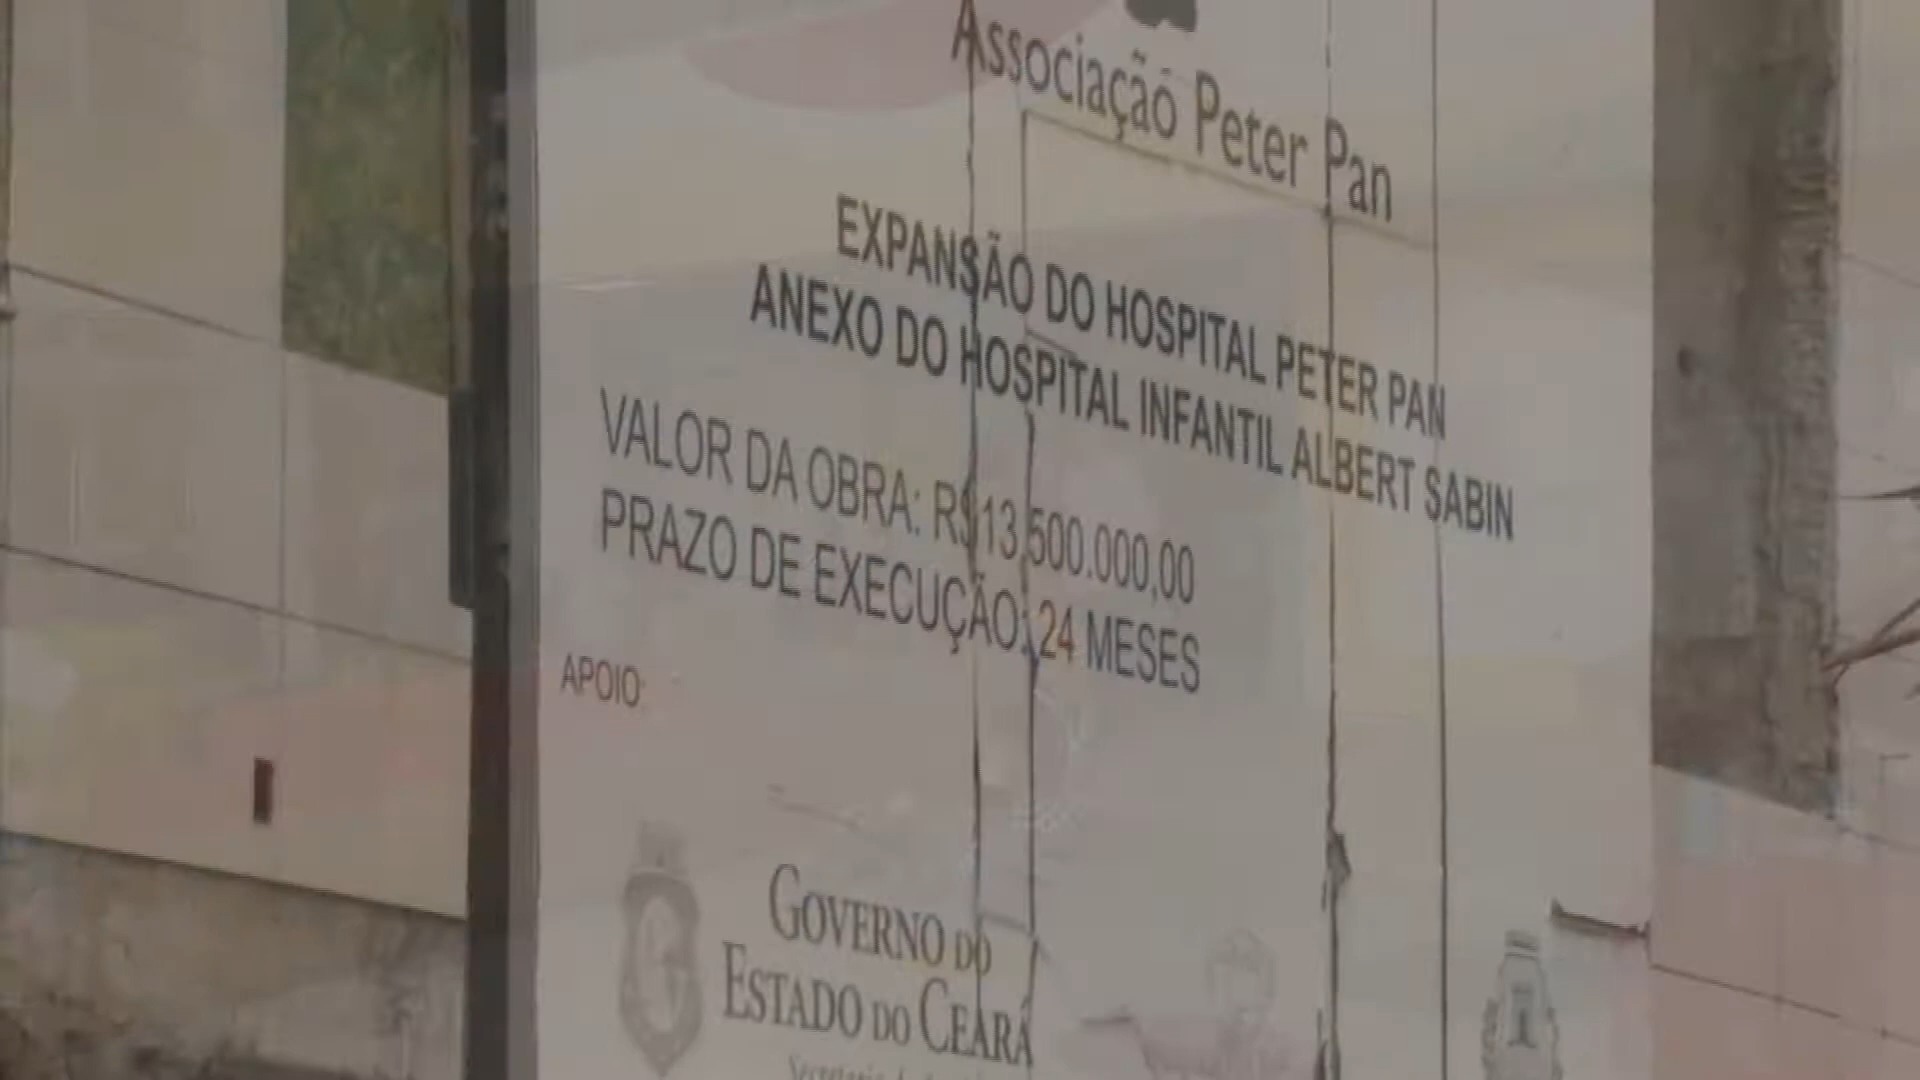 Associação Peter Pan
EXPANSÃO DO HOSPITAL PETER PAN
ANEXO DO HOSPITAL INFANTIL ALBERT SABIN
VALOR DA OBRA: R$ 13.500.000,00
PRAZO DE EXECUÇÃO: 24 MESES
APOIO:
GOVERNO DO
ESTADO DO CEARÁ